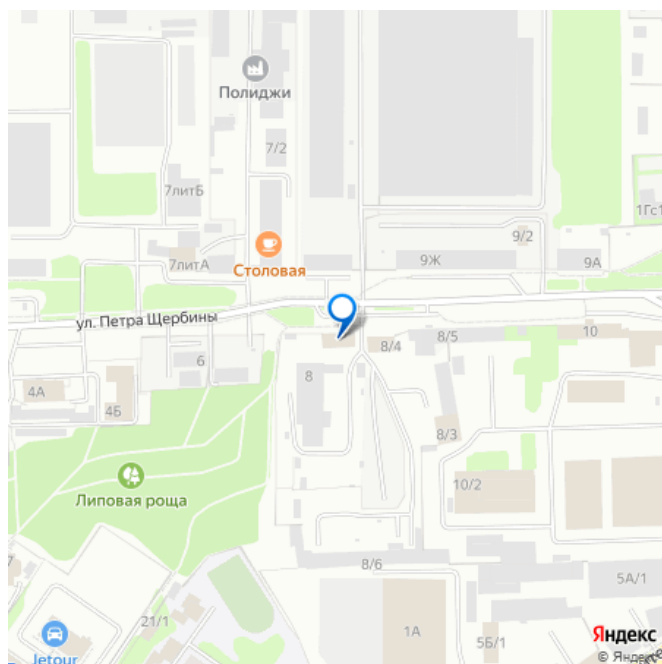 Полиджи
7/2
7литБ
1Гс1
9/2
Столовая
7литА
9Ж
9А
ул. Петра Щербины
8/5
10
8/4
6
8
4А
4Б
8/3
Липовая роща
10/2
8/6
5А/1
21/1
1А
5Б/1
Jetour
Яндекс
© Яндекс